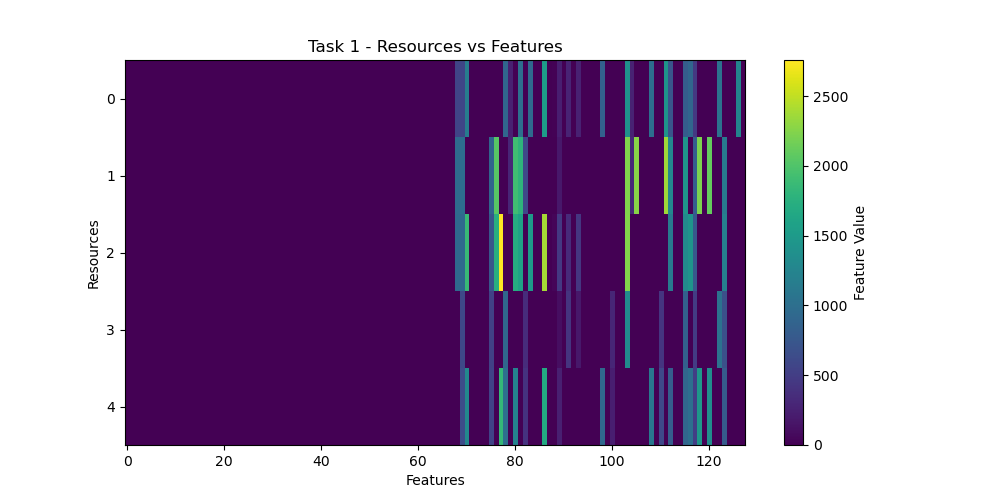 Task 1 - Resources vs Features
Resources
0
1
2
3
4
0 20 40 60 80 100 120
Features
2500
2000
1500
1000
500
0
Feature Value